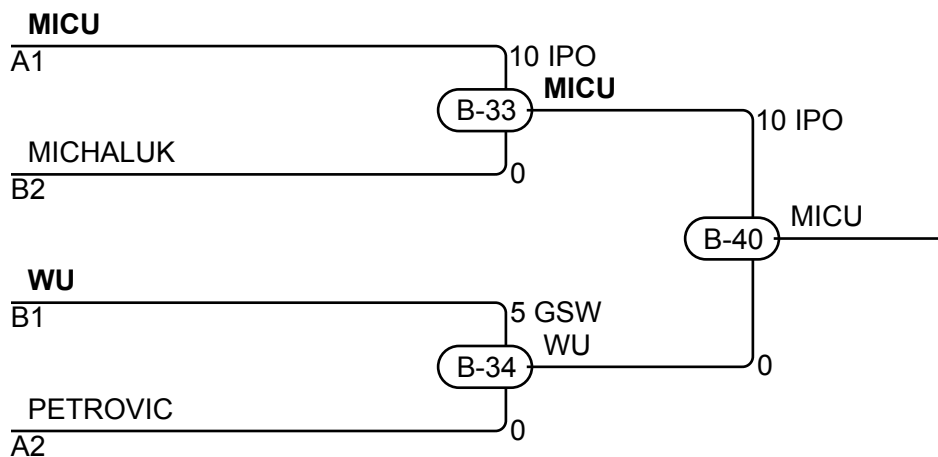 MICU
A1
10 IPO
B-33
MICU
MICHALUK
B2
0
10 IPO
B-40
MICU
WU
B1
5 GSW
B-34
WU
0
PETROVIC
A2
0